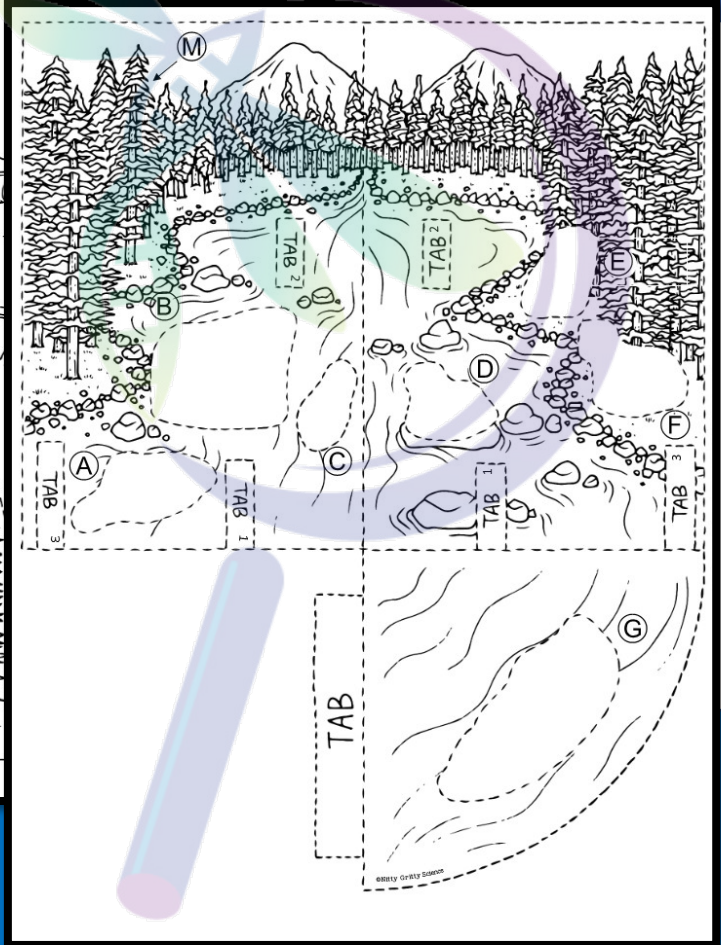 M
TAB 2
TAB 2
E
B
D
F
A
C
TAB 3
TAB 1
TAB 1
TAB 3
G
TAB
©Nitty Gritty Science